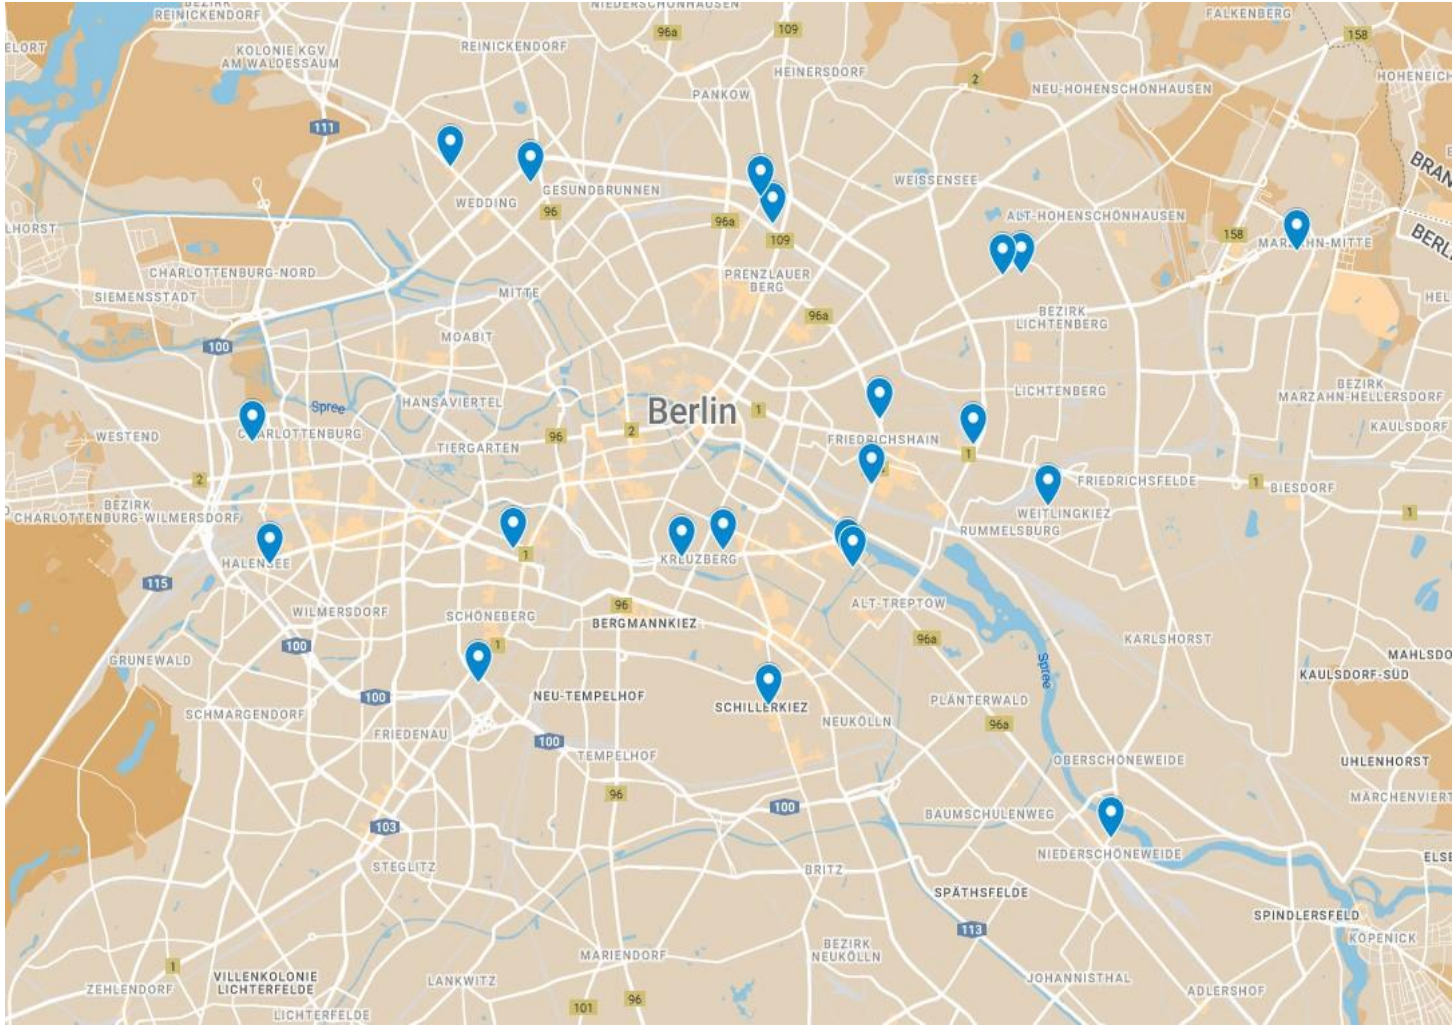 NIEDERSCHÖNHAUSEN
BEZIRK
REINICKENDORF
FALKENBERG
96a
109
158
ELORT
KOLONIE KGV
AM WALDESSAUM
REINICKENDORF
HEINERSDORF
2
PANKOW
NEU-HOHENSCHÖNHAUSEN
HOHENEICH
111
WEISSENSEE
BRAN
GESUNDBRUNNEN
WEDDING
96
96a
109
ALT-HOHENSCHÖNHAUSEN
158
MARZAHN-MITTE
BERL
LHORST
CHARLOTTENBURG-NORD
SIEMENSSTADT
MITTE
PRENZLAUER
BERG
HEL
96a
BEZIRK
LICHTENBERG
100
MOABIT
Spree
HANSAVIERTEL
Berlin
1
LICHTENBERG
BEZIRK
MARZAHN-HELLERSDORF
WESTEND
CHARLOTTENBURG
TIERGARTEN
96
2
FRIEDRICHSHAIN
1
KAULSDORF
2
FRIEDRICHSFELDE
1
BIESDORF
BEZIRK
CHARLOTTENBURG-WILMERSDORF
WEITLINGKIEZ
RUMMELSBURG
1
HALENSEE
1
KREUZBERG
115
WILMERSDORF
SCHÖNEBERG
96
BERGMANNKIEZ
ALT-TREPTOW
96a
KARLSHORST
100
1
GRUNEWALD
Spree
MAHLSDO
KAULSDORF-SÜD
100
NEU-TEMPELHOF
SCHILLERKIEZ
PLÄNTERWALD
SCHMARGENDORF
FRIEDENAU
100
NEUKÖLLN
96a
TEMPELHOF
OBERSCHÖNEWEIDE
UHLENHORST
96
100
MÄRCHENVIERT
103
BAUMSCHULENWEG
NIEDERSCHÖNEWEIDE
STEGLITZ
BRITZ
ELSE
SPÄTHSFELDE
SPINDLERSFELD
113
KÖPENICK
MARIENDORF
BEZIRK
NEUKÖLLN
1
VILLENKOLONIE
LICHTERFELDE
ZEHLENDORF
LANKWITZ
JOHANNISTHAL
ADLERSHOF
101
96
LICHTERFELDE